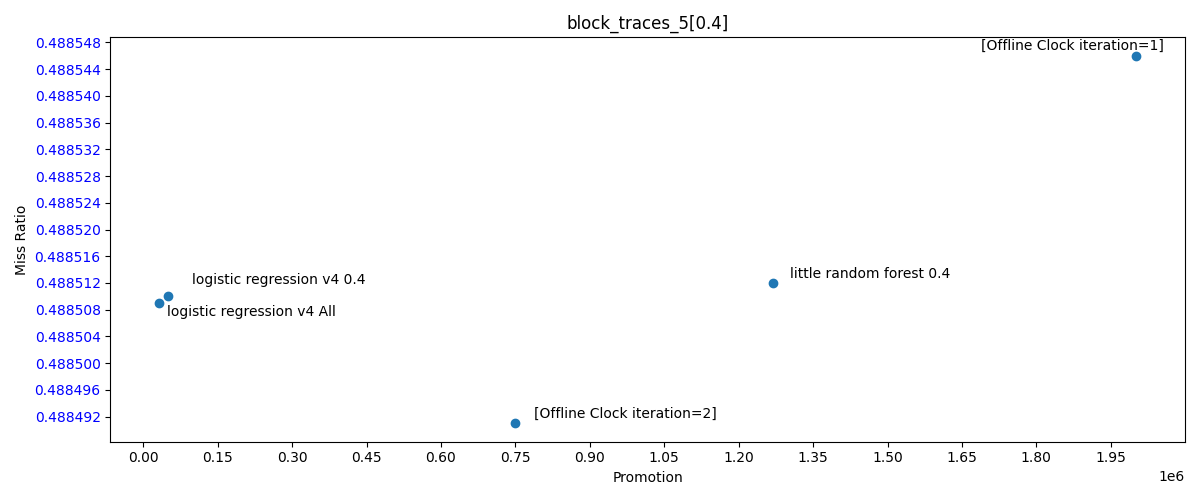 block_traces_5[0.4]
Miss Ratio
0.488548
0.488544
0.488540
0.488536
0.488532
0.488528
0.488524
0.488520
0.488516
0.488512
0.488508
0.488504
0.488500
0.488496
0.488492
[Offline Clock iteration=1]
little random forest 0.4
logistic regression v4 0.4
logistic regression v4 All
[Offline Clock iteration=2]
0.00 0.15 0.30 0.45 0.60 0.75 0.90 1.05 1.20 1.35 1.50 1.65 1.80 1.95
Promotion
1e6